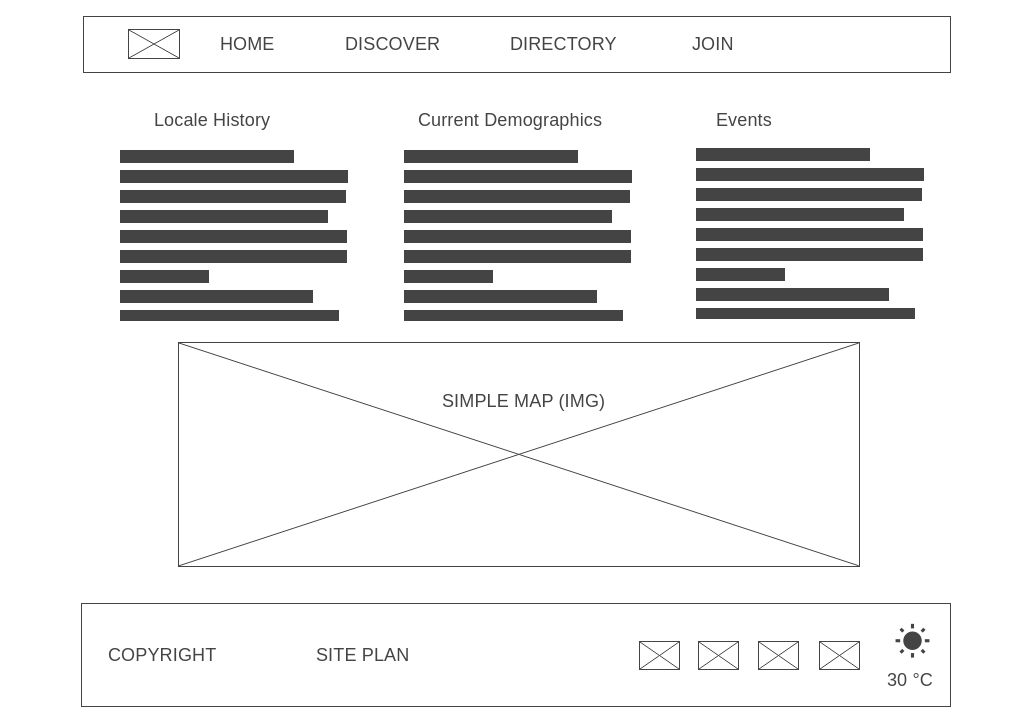 HOME DISCOVER DIRECTORY JOIN
Locale History Current Demographics Events
SIMPLE MAP (IMG)
COPYRIGHT SITE PLAN
30 °C